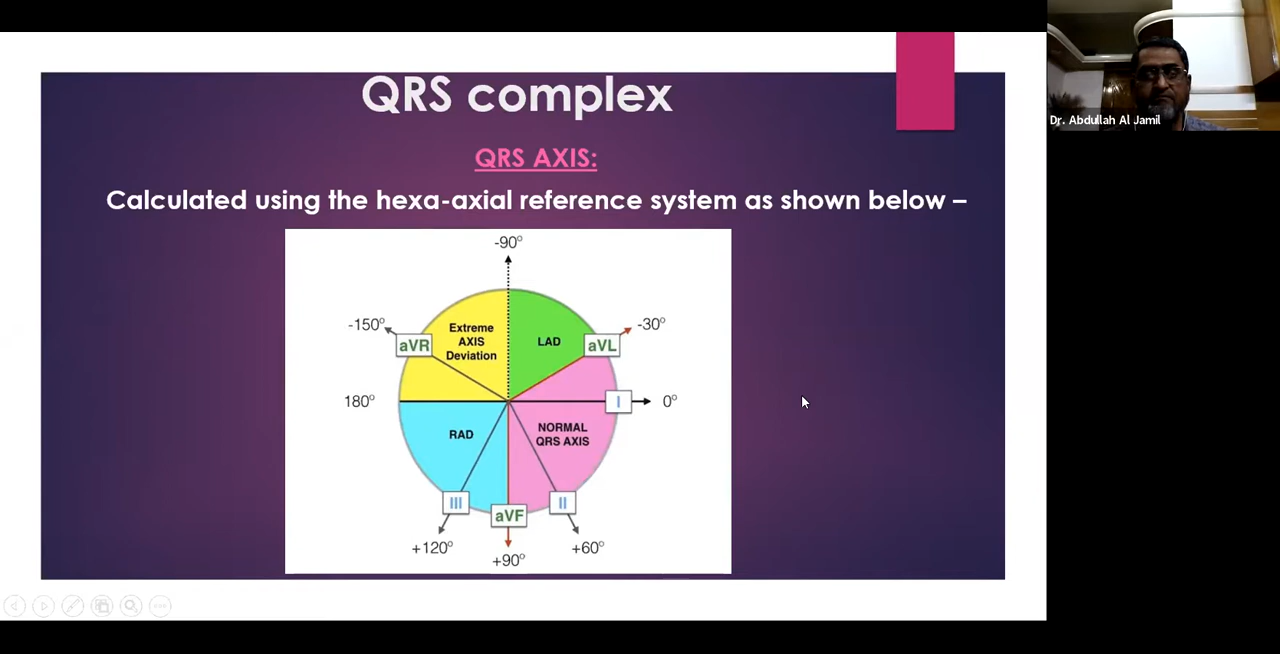 QRS complex
QRS AXIS:
Calculated using the hexa-axial reference system as shown below –
-90°
-150°
aVR
Extreme
AXIS
Deviation
LAD
aVL
-30°
180°
I
0°
RAD
NORMAL
QRS AXIS
III
aVF
II
+120°
+90°
+60°
Dr. Abdullah Al Jamil